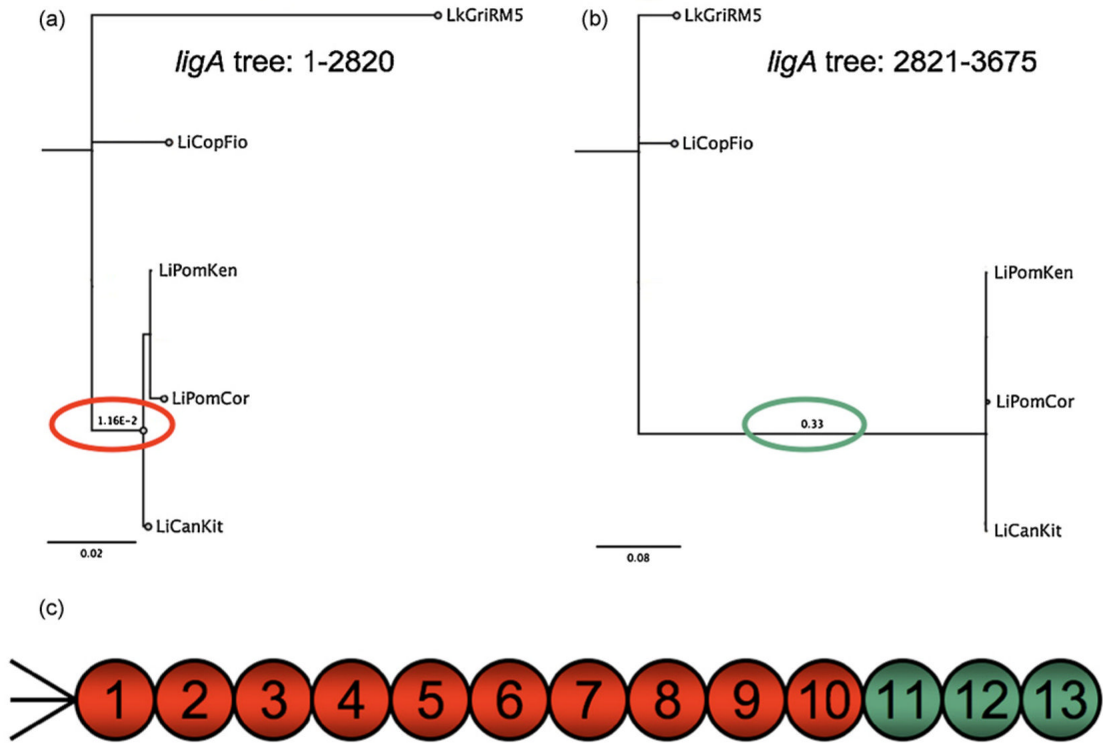 (a)
LkGriRM5
ligA tree: 1-2820
LiCopFio
LiPomKen
LiPomCor
1.16E-2
LiCanKit
0.02
(b)
LkGriRM5
ligA tree: 2821-3675
LiCopFio
LiPomKen
LiPomCor
0.33
LiCanKit
0.08
(c)
1 2 3 4 5 6 7 8 9 10 11 12 13